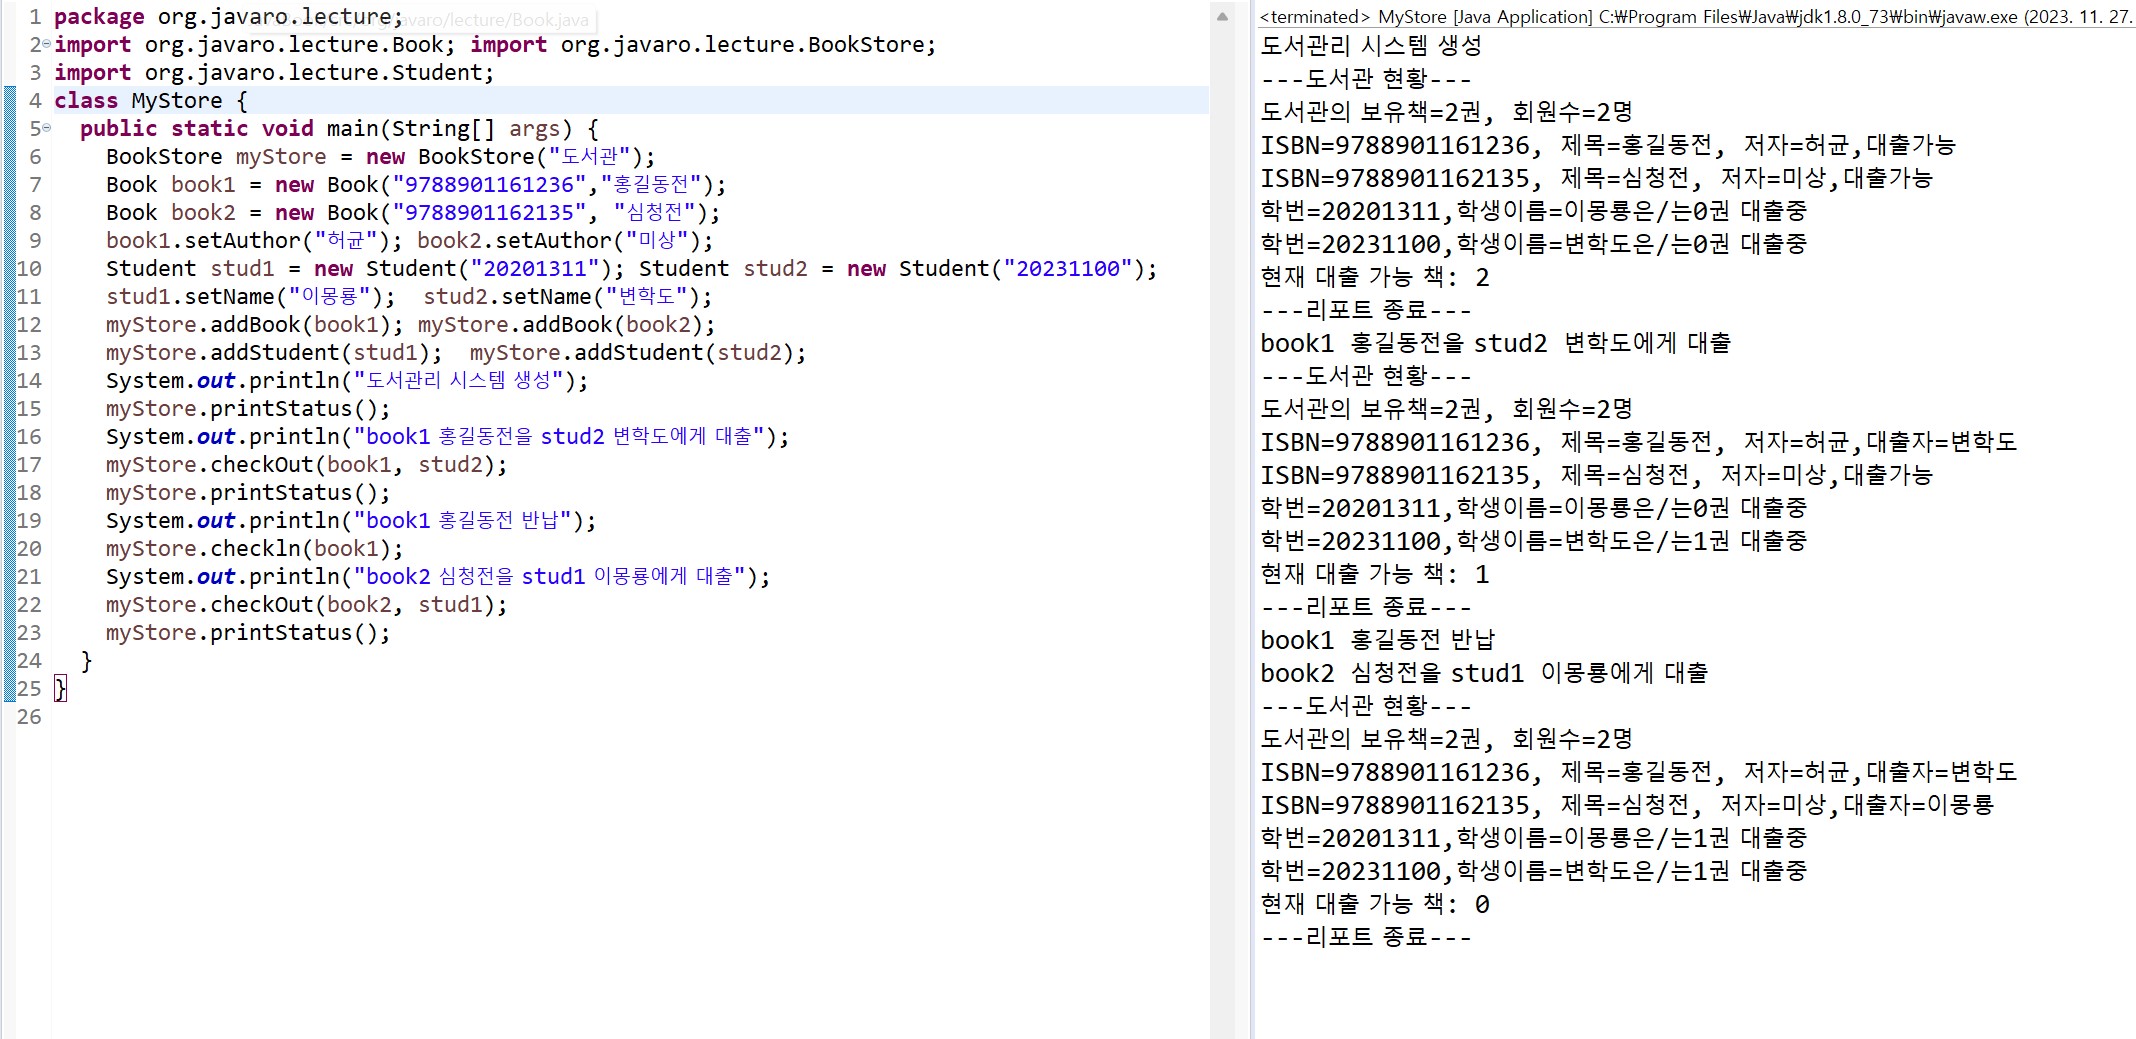 package org.javaro.lecture;
import org.javaro.lecture.Book; import org.javaro.lecture.BookStore;
import org.javaro.lecture.Student;
class MyStore {
public static void main(String[] args) {
BookStore myStore = new BookStore("도서관");
Book book1 = new Book("9788901161236","홍길동전");
Book book2 = new Book("9788901162135", "심청전");
book1.setAuthor("허균"); book2.setAuthor("미상");
Student stud1 = new Student("20201311"); Student stud2 = new Student("20231100");
stud1.setName("이몽룡");  stud2.setName("변학도");
myStore.addBook(book1); myStore.addBook(book2);
myStore.addStudent(stud1);  myStore.addStudent(stud2);
System.out.println("도서관리 시스템 생성");
myStore.printStatus();
System.out.println("book1 홍길동전을 stud2 변학도에게 대출");
myStore.checkOut(book1, stud2);
myStore.printStatus();
System.out.println("book1 홍길동전 반납");
myStore.checkln(book1);
System.out.println("book2 심청전을 stud1 이몽룡에게 대출");
myStore.checkOut(book2, stud1);
myStore.printStatus();
}
}
<terminated> MyStore [Java Application] C:₩Program Files₩Java₩jdk1.8.0_73₩bin₩javaw.exe (2023. 11. 27.
도서관리 시스템 생성
---도서관 현황---
도서관의 보유책=2권, 회원수=2명
ISBN=9788901161236, 제목=홍길동전, 저자=허균,대출가능
ISBN=9788901162135, 제목=심청전, 저자=미상,대출가능
학번=20201311,학생이름=이몽룡은/는0권 대출중
학번=20231100,학생이름=변학도은/는0권 대출중
현재 대출 가능 책: 2
---리포트 종료---
book1 홍길동전을 stud2 변학도에게 대출
---도서관 현황---
도서관의 보유책=2권, 회원수=2명
ISBN=9788901161236, 제목=홍길동전, 저자=허균,대출자=변학도
ISBN=9788901162135, 제목=심청전, 저자=미상,대출가능
학번=20201311,학생이름=이몽룡은/는0권 대출중
학번=20231100,학생이름=변학도은/는1권 대출중
현재 대출 가능 책: 1
---리포트 종료---
book1 홍길동전 반납
book2 심청전을 stud1 이몽룡에게 대출
---도서관 현황---
도서관의 보유책=2권, 회원수=2명
ISBN=9788901161236, 제목=홍길동전, 저자=허균,대출자=변학도
ISBN=9788901162135, 제목=심청전, 저자=미상,대출자=이몽룡
학번=20201311,학생이름=이몽룡은/는1권 대출중
학번=20231100,학생이름=변학도은/는1권 대출중
현재 대출 가능 책: 0
---리포트 종료---